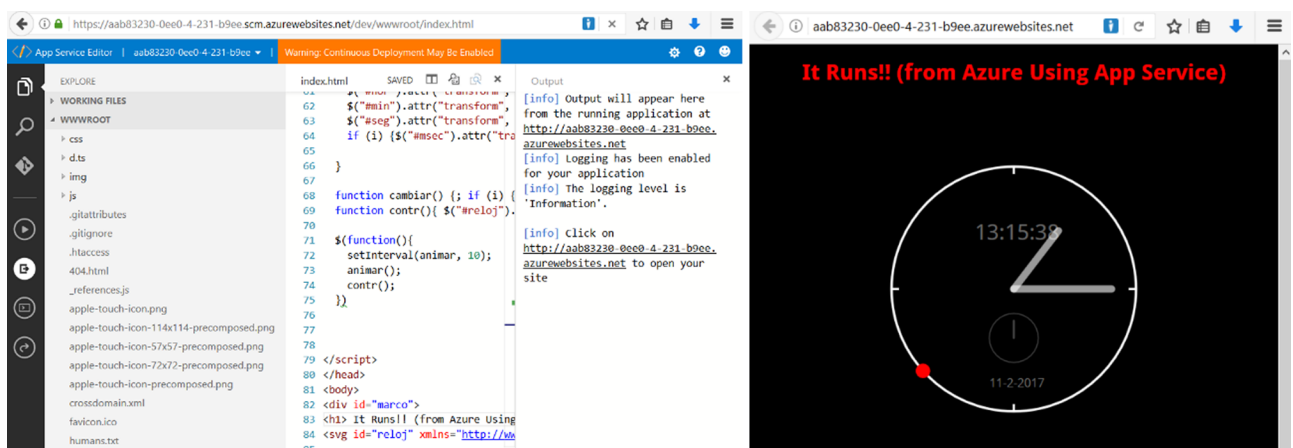 https://aab83230-0ee0-4-231-b9ee.scm.azurewebsites.net/dev/wwwroot/index.html
App Service Editor | aab83230-0ee0-4-231-b9ee | Warning: Continuous Deployment May Be Enabled
EXPLORE
WORKING FILES
WWWROOT
css
d.ts
img
js
.gitattributes
.gitignore
.htaccess
404.html
_references.js
apple-touch-icon.png
apple-touch-icon-114x114-precomposed.png
apple-touch-icon-57x57-precomposed.png
apple-touch-icon-72x72-precomposed.png
apple-touch-icon-precomposed.png
crossdomain.xml
favicon.ico
humans.txt
index.html SAVED
61 $("#hor").attr("transform",
62 $("#min").attr("transform",
63 $("#seg").attr("transform",
64 if (i) {$("#msec").attr("tra
65
66 }
67
68 function cambiar() {; if (i) {
69 function contr(){ $("#reloj").
70
71 $(function(){
72 setInterval(animar, 10);
73 animar();
74 contr();
75 })
76
77
78
79 </script>
80 </head>
81 <body>
82 <div id="marco">
83 <h1> It Runs!! (from Azure Using
84 <svg id="reloj" xmlns="http://ww
Output
[info] Output will appear here
from the running application at
http://aab83230-0ee0-4-231-b9ee.
azurewebsites.net
[info] Logging has been enabled
for your application
[info] The logging level is
'Information'.
[info] Click on
http://aab83230-0ee0-4-231-b9ee.
azurewebsites.net to open your
site
aab83230-0ee0-4-231-b9ee.azurewebsites.net
It Runs!! (from Azure Using App Service)
13:15:38
11-2-2017